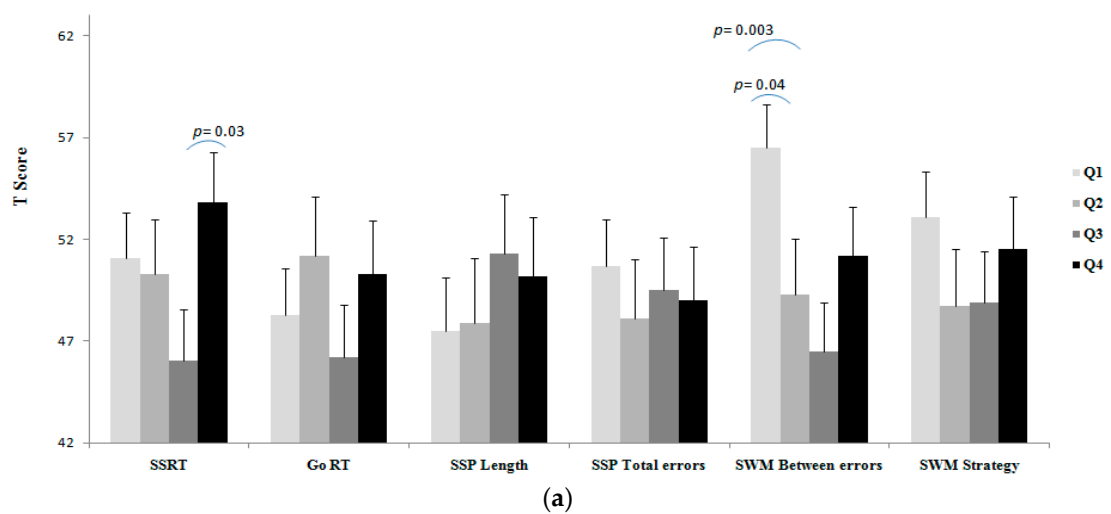 62
p= 0.003
p= 0.04
57
p= 0.03
T Score
Q1
Q2
Q3
Q4
52
47
42
SSRT
Go RT
SSP Length
SSP Total errors
SWM Between errors
SWM Strategy
(a)